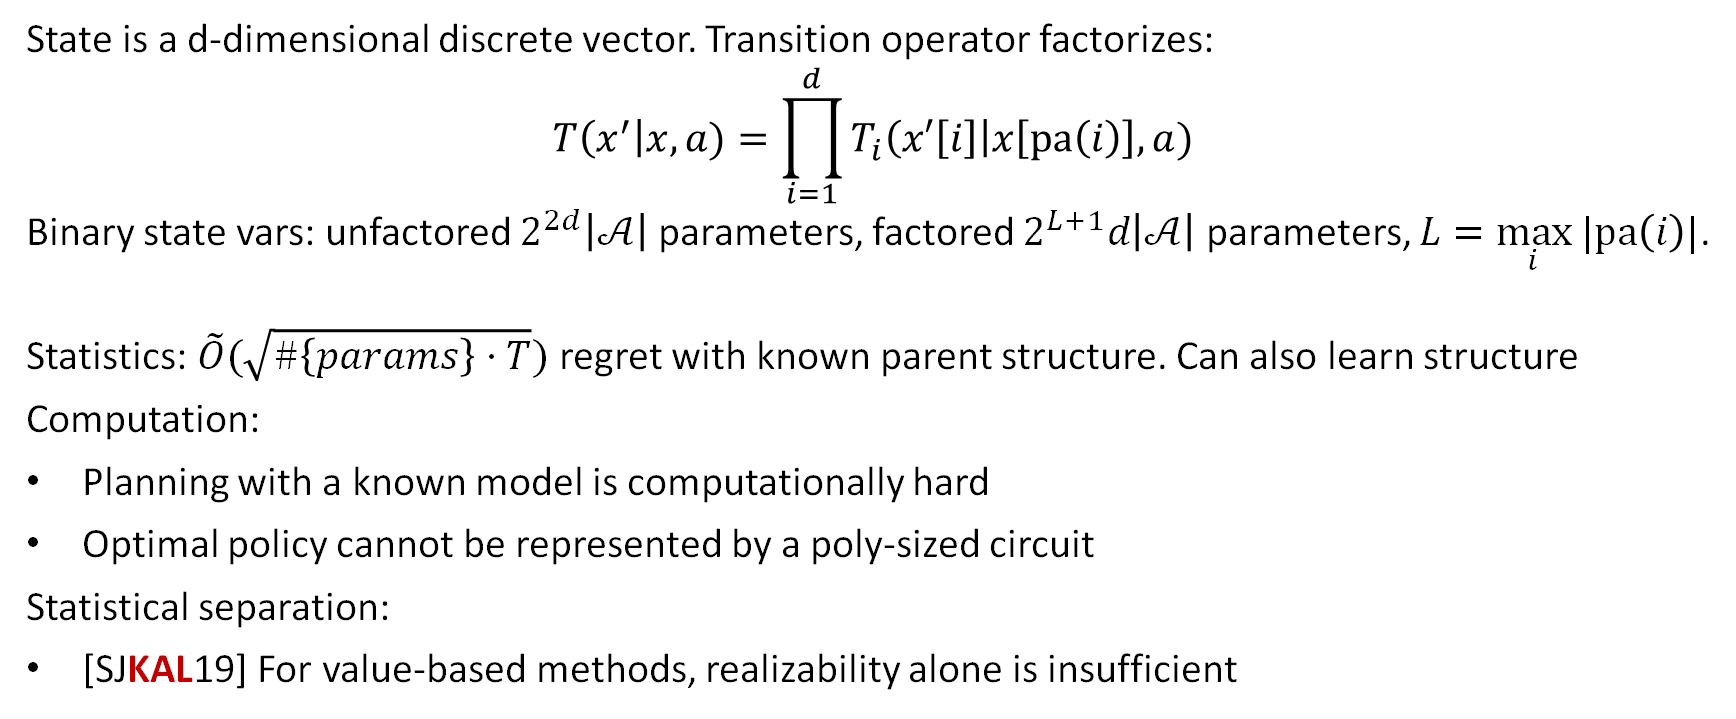 State is a d-dimensional discrete vector. Transition operator factorizes:
T(x′|x, a) = ∏_{i=1}^{d} T_i(x′[i]|x[pa(i)], a)
Binary state vars: unfactored 2^{2d}|𝒜| parameters, factored 2^{L+1}d|𝒜| parameters, L = max_i |pa(i)|.
Statistics: Õ(√(#{params} · T)) regret with known parent structure. Can also learn structure
Computation:
• Planning with a known model is computationally hard
• Optimal policy cannot be represented by a poly-sized circuit
Statistical separation:
• [SJKAL19] For value-based methods, realizability alone is insufficient